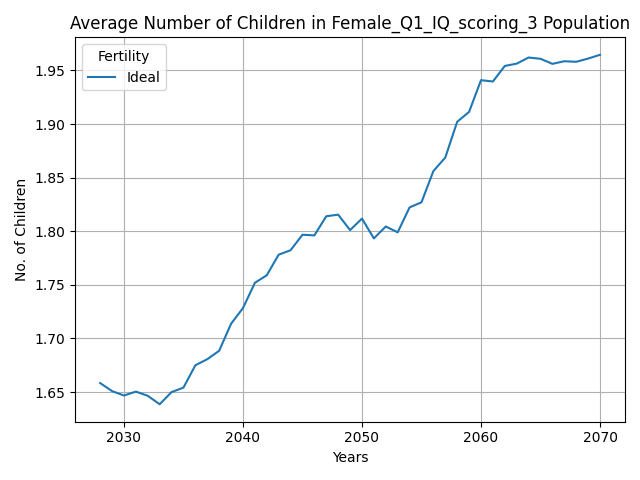 Average Number of Children in Female_Q1_IQ_scoring_3 Population
Fertility
Ideal
No. of Children
1.95
1.90
1.85
1.80
1.75
1.70
1.65
2030
2040
2050
2060
2070
Years